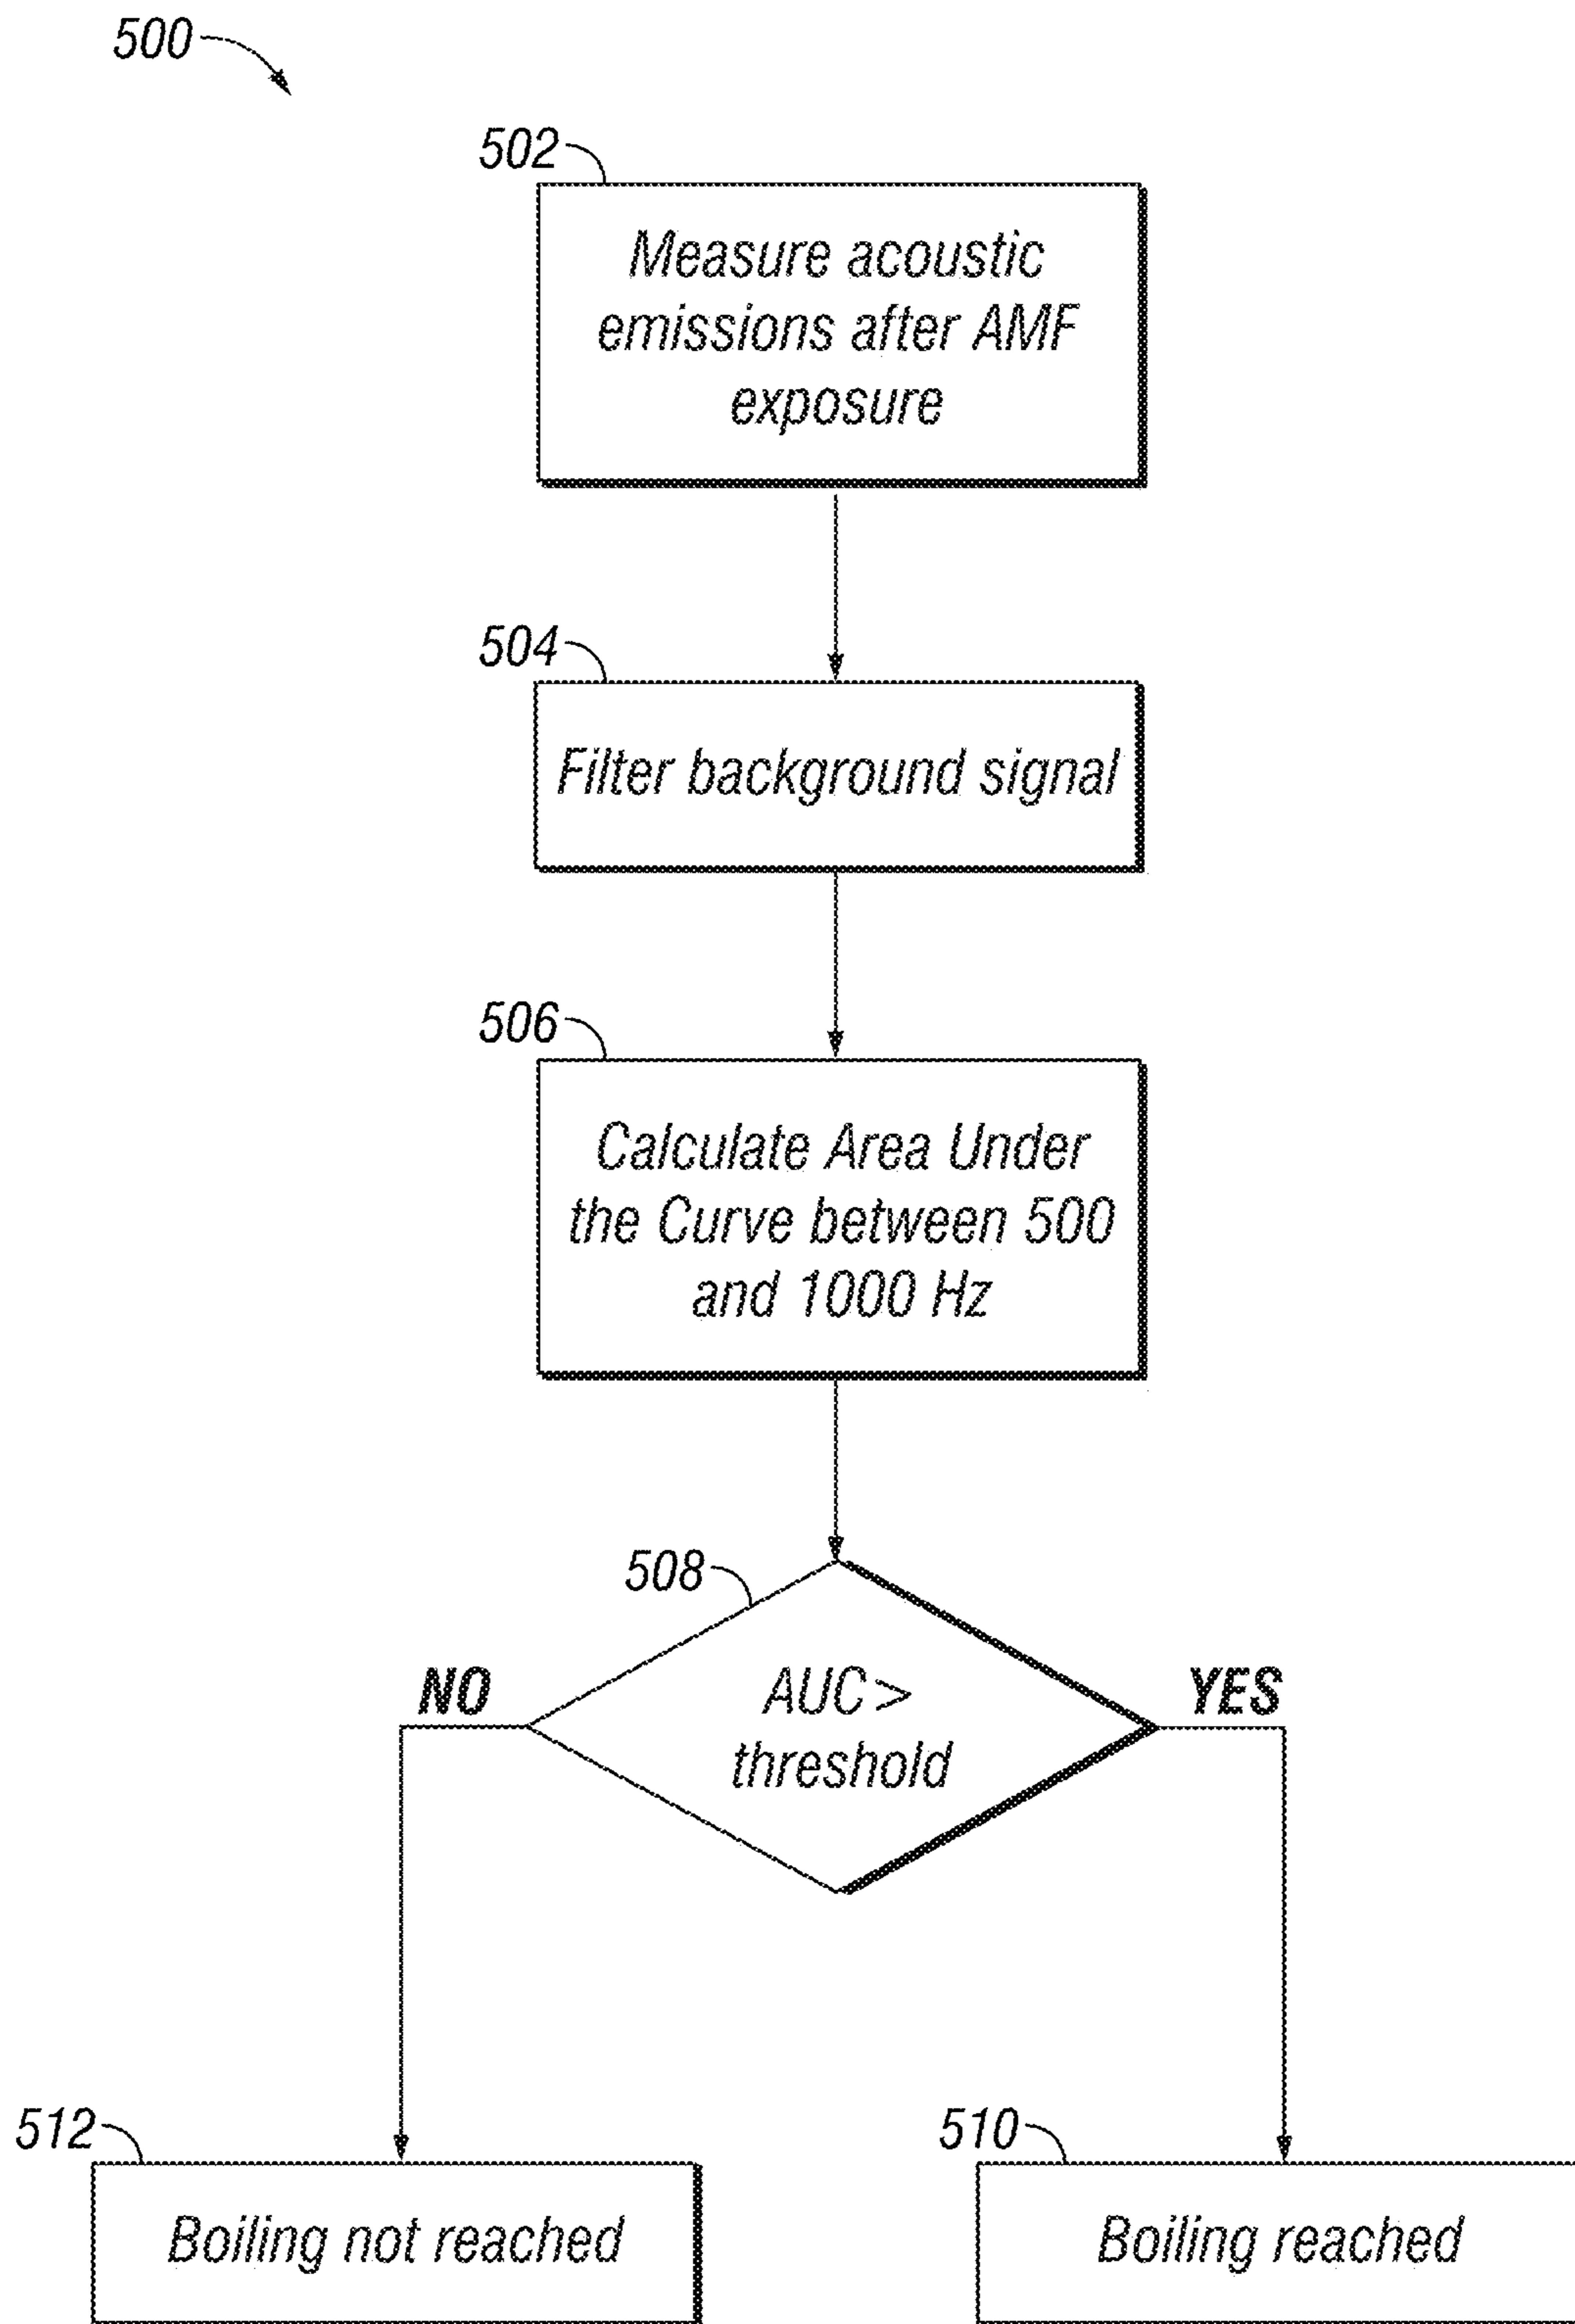 500
502
Measure acoustic
emissions after AMF
exposure
504
Filter background signal
506
Calculate Area Under
the Curve between 500
and 1000 Hz
508
AUC >
threshold
NO
YES
512
Boiling not reached
510
Boiling reached